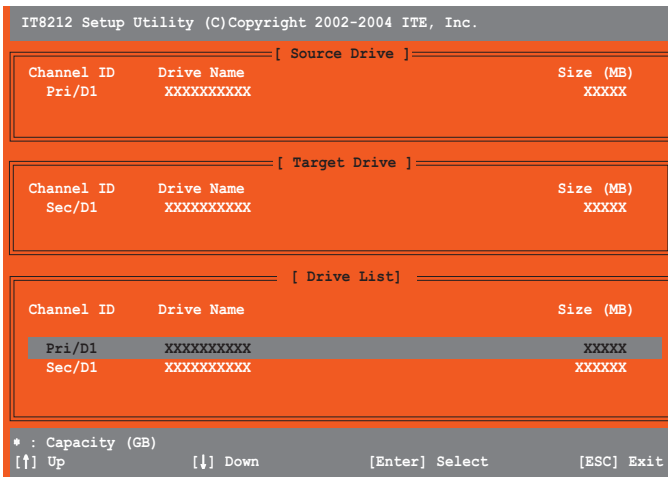 IT8212 Setup Utility (C)Copyright 2002-2004 ITE, Inc.
[ Source Drive ]
Channel ID Drive Name Size (MB)
Pri/D1 XXXXXXXXXX XXXXX
[ Target Drive ]
Channel ID Drive Name Size (MB)
Sec/D1 XXXXXXXXXX XXXXX
[ Drive List]
Channel ID Drive Name Size (MB)
Pri/D1 XXXXXXXXXX XXXXX
Sec/D1 XXXXXXXXXX XXXXXX
* : Capacity (GB)
[↑] Up [↓] Down [Enter] Select [ESC] Exit